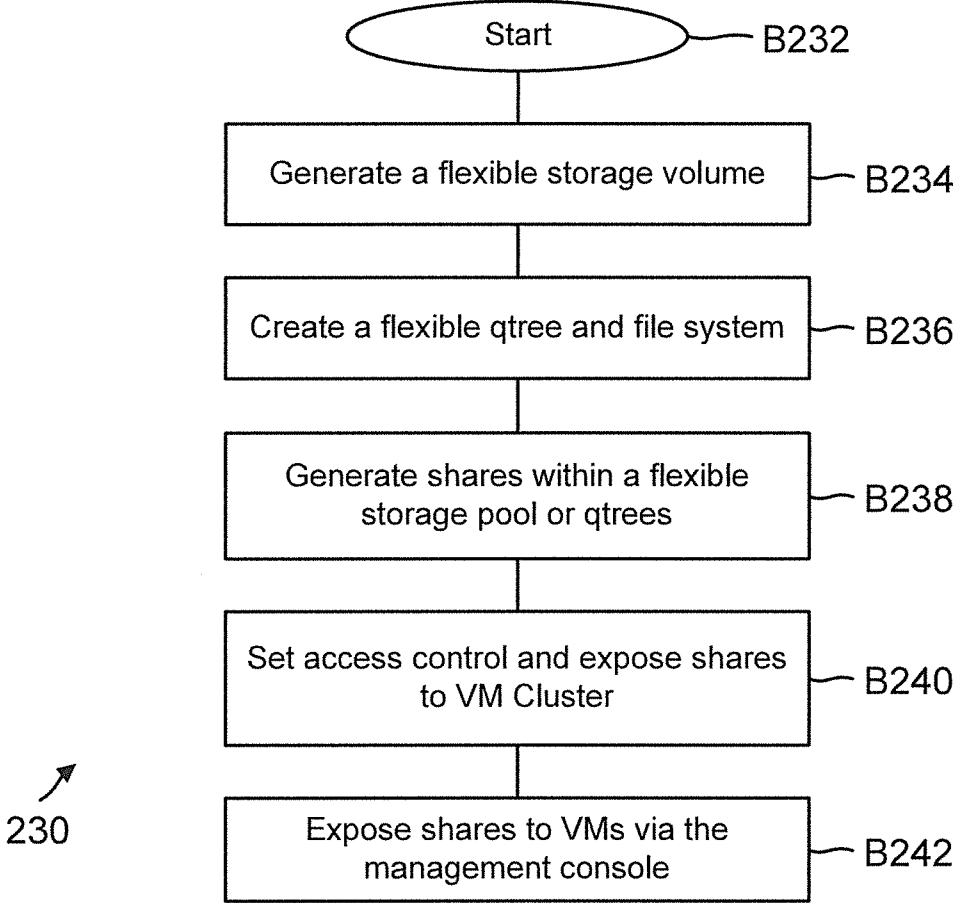 Start
B232
Generate a flexible storage volume
B234
Create a flexible qtree and file system
B236
Generate shares within a flexible
storage pool or qtrees
B238
Set access control and expose shares
to VM Cluster
B240
Expose shares to VMs via the
management console
B242
230